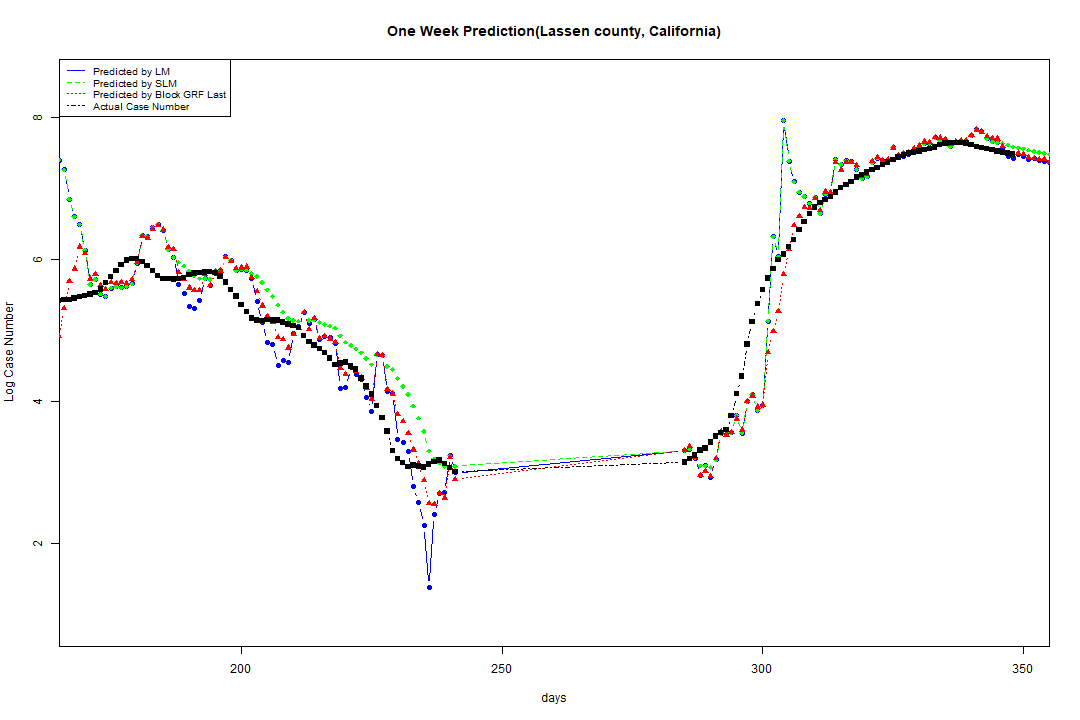 One Week Prediction(Lassen county, California)
Predicted by LM
Predicted by SLM
Predicted by Block GRF Last
Actual Case Number
8
6
4
2
Log Case Number
200 250 300 350
days